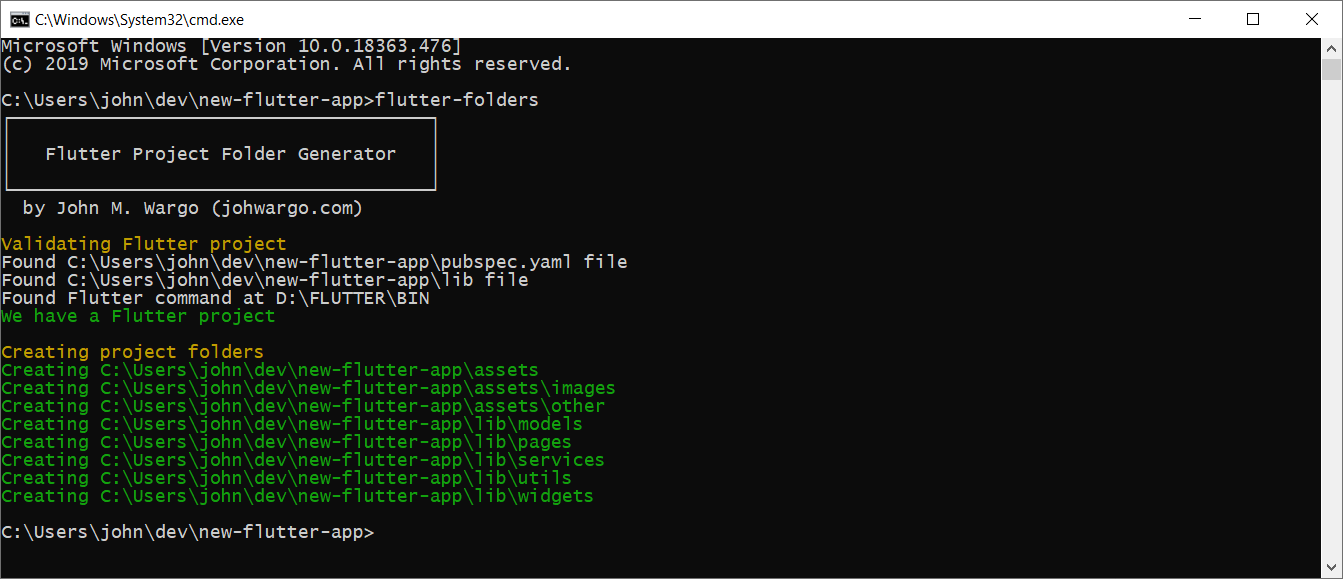 C:\Windows\System32\cmd.exe
Microsoft Windows [Version 10.0.18363.476]
(c) 2019 Microsoft Corporation. All rights reserved.
C:\Users\john\dev\new-flutter-app>flutter-folders
Flutter Project Folder Generator
by John M. Wargo (johwargo.com)
Validating Flutter project
Found C:\Users\john\dev\new-flutter-app\pubspec.yaml file
Found C:\Users\john\dev\new-flutter-app\lib file
Found Flutter command at D:\FLUTTER\BIN
We have a Flutter project
Creating project folders
Creating C:\Users\john\dev\new-flutter-app\assets
Creating C:\Users\john\dev\new-flutter-app\assets\images
Creating C:\Users\john\dev\new-flutter-app\assets\other
Creating C:\Users\john\dev\new-flutter-app\lib\models
Creating C:\Users\john\dev\new-flutter-app\lib\pages
Creating C:\Users\john\dev\new-flutter-app\lib\services
Creating C:\Users\john\dev\new-flutter-app\lib\utils
Creating C:\Users\john\dev\new-flutter-app\lib\widgets
C:\Users\john\dev\new-flutter-app>